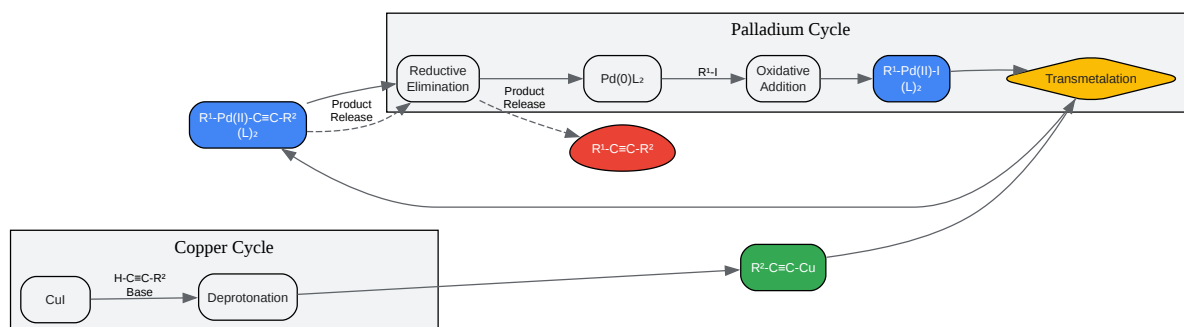 Palladium Cycle
Reductive
Elimination
Pd(0)L₂
R¹-I
Oxidative
Addition
R¹-Pd(II)-I
(L)₂
Transmetalation
R¹-Pd(II)-C≡C-R²
(L)₂
Product
Release
Product
Release
R¹-C≡C-R²
Copper Cycle
CuI
H-C≡C-R²
Base
Deprotonation
R²-C≡C-Cu